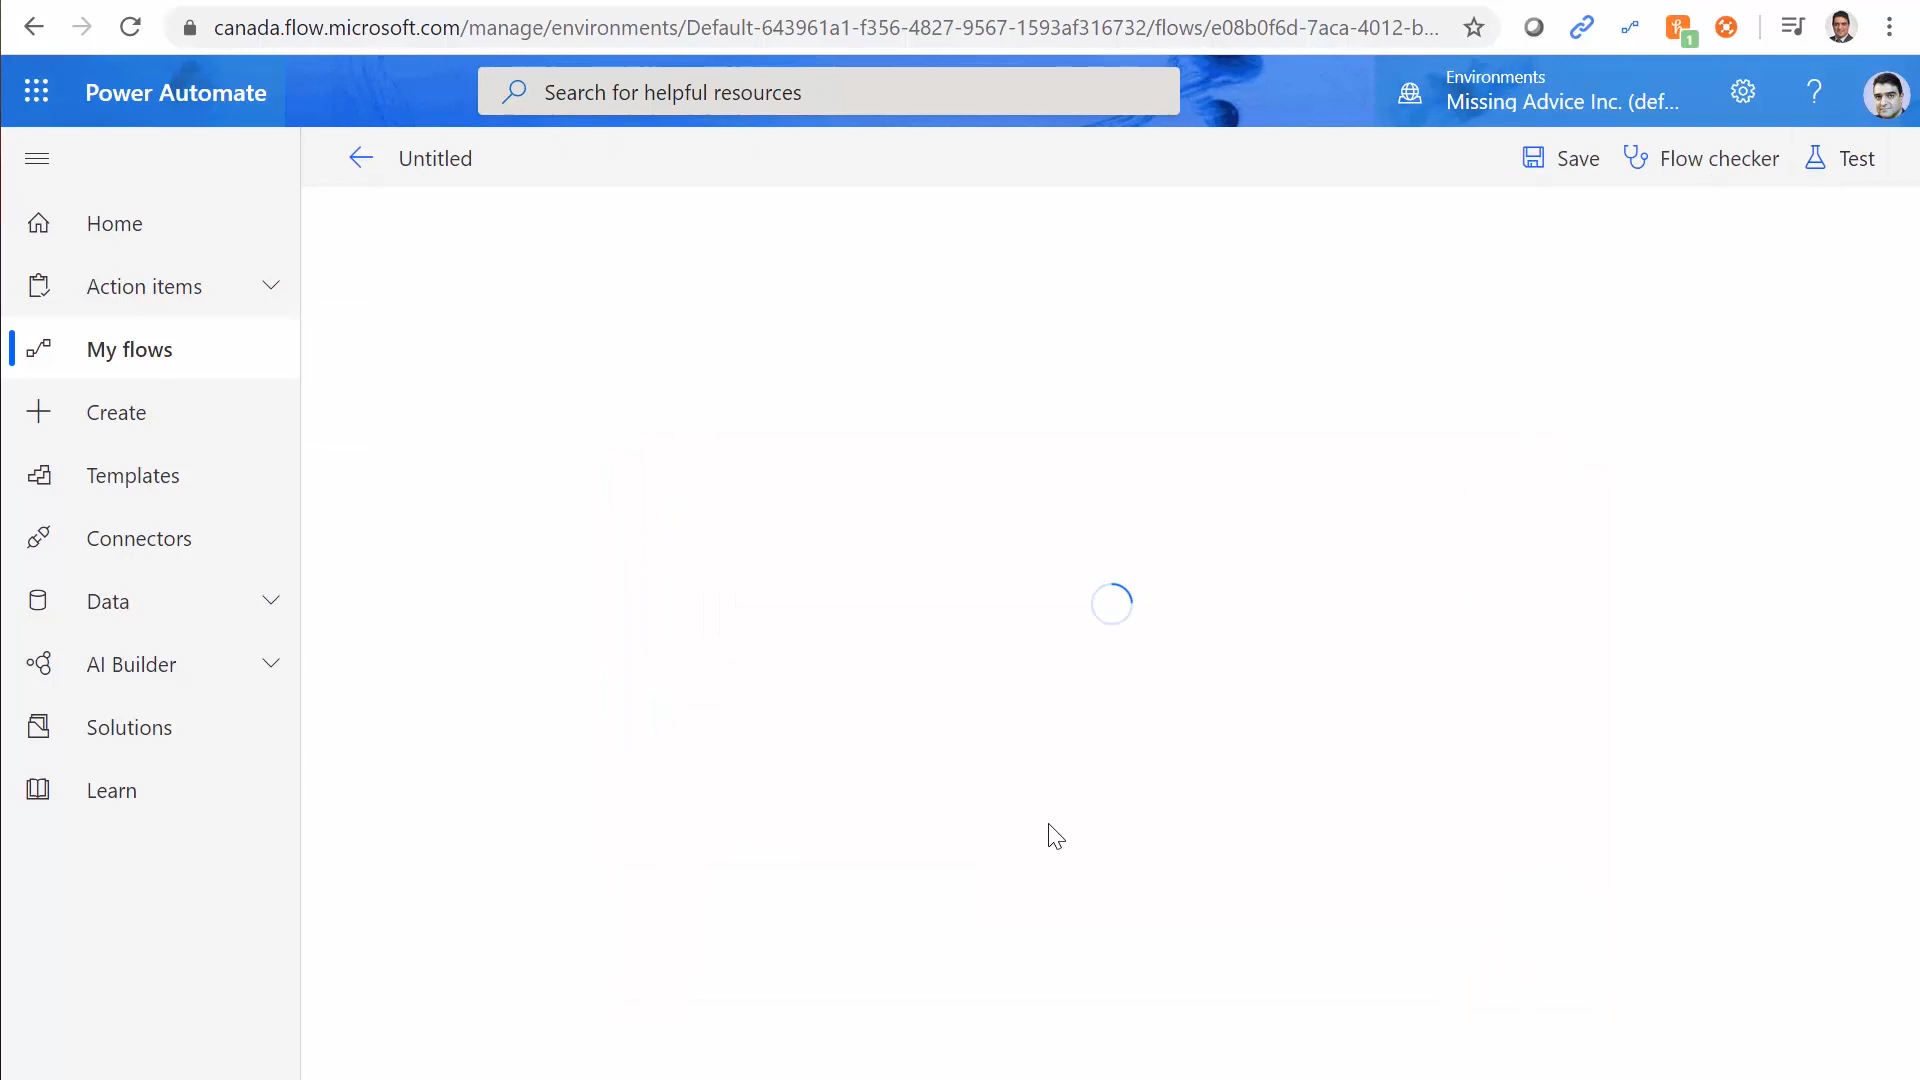 canada.flow.microsoft.com/manage/environments/Default-643961a1-f356-4827-9567-1593af316732/flows/e08b0f6d-7aca-4012-b...
1
Power Automate
Search for helpful resources
Environments
Missing Advice Inc. (def...
Untitled
Save
Flow checker
Test
Home
Action items
My flows
Create
Templates
Connectors
Data
AI Builder
Solutions
Learn